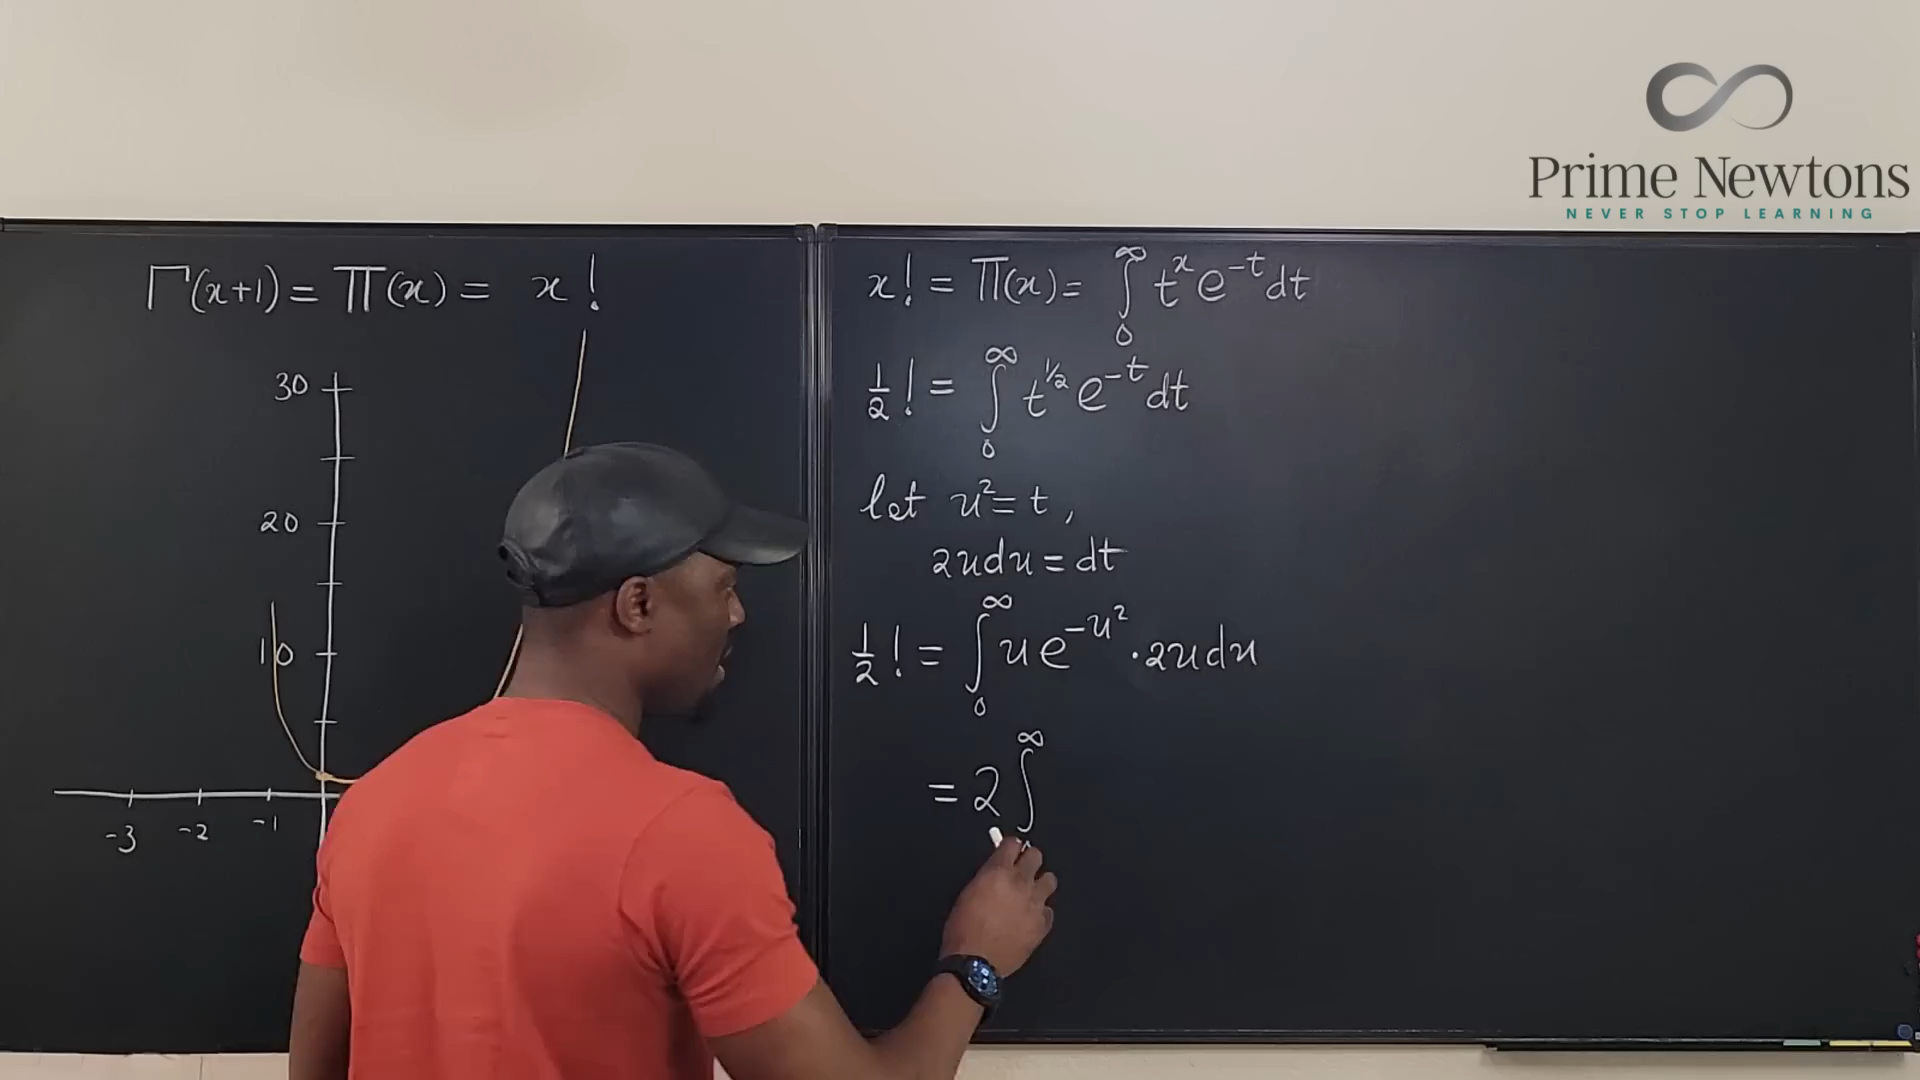 Prime Newtons
NEVER STOP LEARNING
Γ(x+1) = Π(x) = x!
30
20
10
-3 -2 -1
x! = Π(x) = ∫₀^∞ t^x e^-t dt
1/2! = ∫₀^∞ t^1/2 e^-t dt
let u² = t,
2udu = dt
1/2! = ∫₀^∞ u e^-u² · 2udu
= 2 ∫^∞